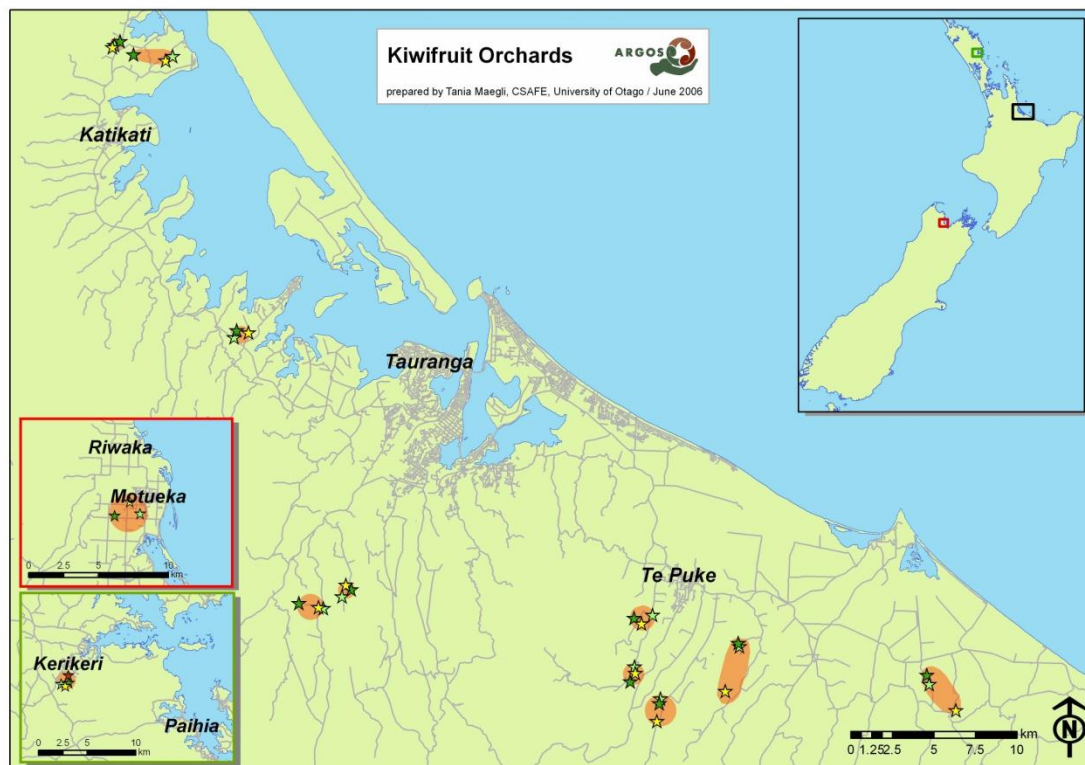 Kiwifruit Orchards
ARGOS
prepared by Tania Maegli, CSAFE, University of Otago / June 2006
Katikati
Tauranga
Riwaka
Motueka
0 2.5 5 10
km
Te Puke
Kerikeri
Paihia
0 2.5 5 10
km
km
0 1.25 2.5 5 7.5 10
N